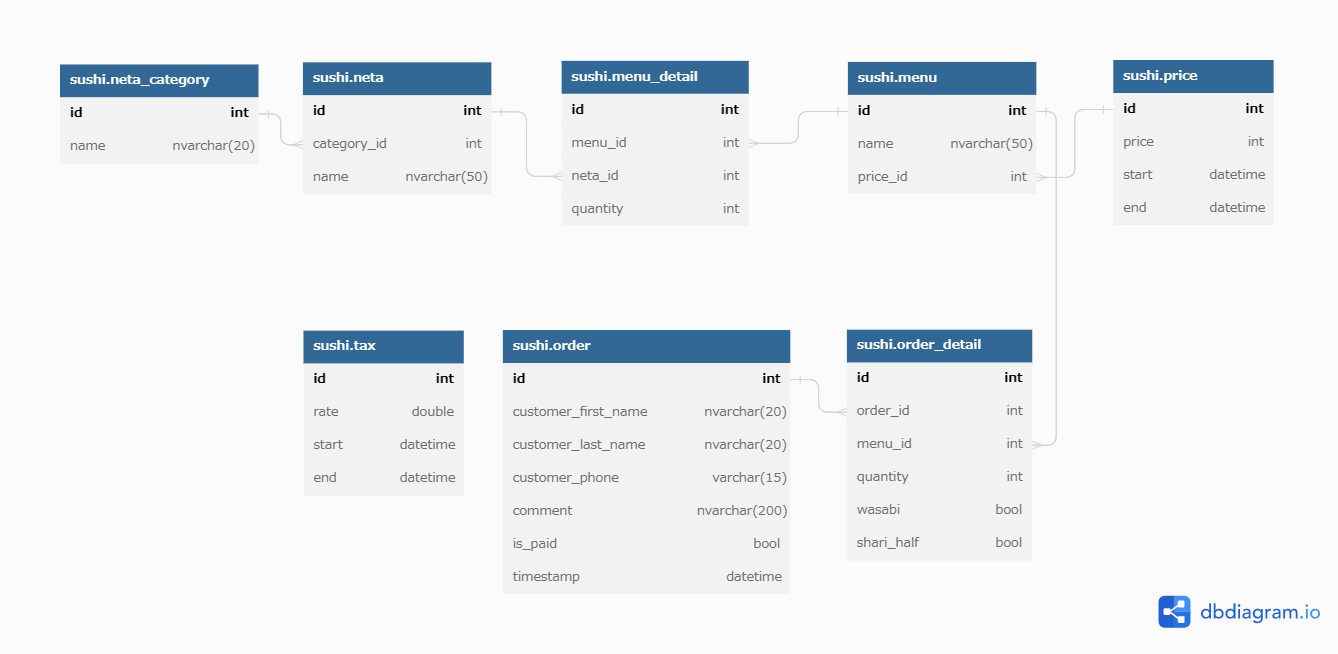 sushi.neta_category
id int
name nvarchar(20)
sushi.neta
id int
category_id int
name nvarchar(50)
sushi.menu_detail
id int
menu_id int
neta_id int
quantity int
sushi.menu
id int
name nvarchar(50)
price_id int
sushi.price
id int
price int
start datetime
end datetime
sushi.tax
id int
rate double
start datetime
end datetime
sushi.order
id int
customer_first_name nvarchar(20)
customer_last_name nvarchar(20)
customer_phone varchar(15)
comment nvarchar(200)
is_paid bool
timestamp datetime
sushi.order_detail
id int
order_id int
menu_id int
quantity int
wasabi bool
shari_half bool
dbdiagram.io